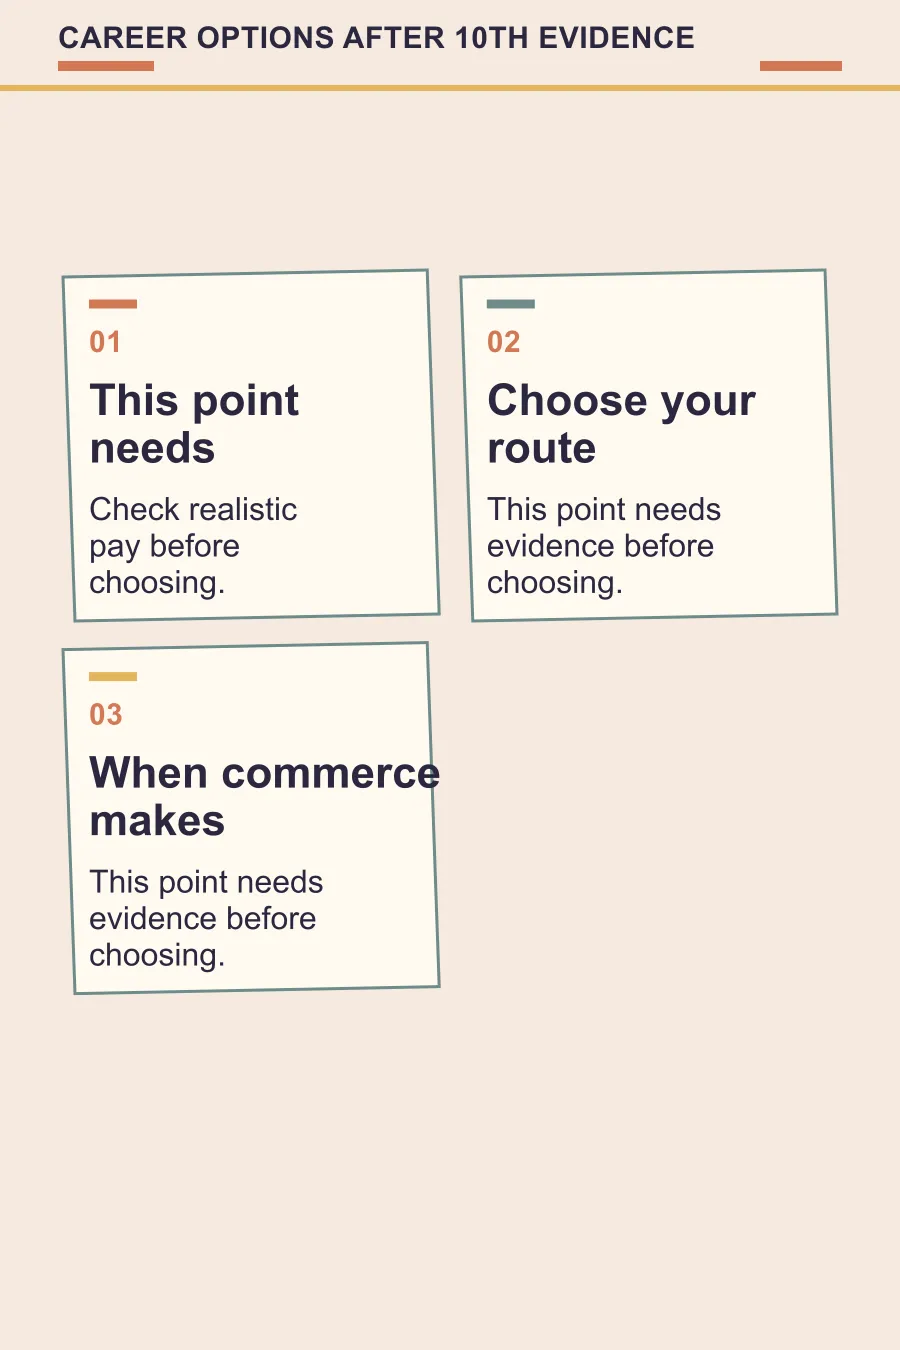 CAREER OPTIONS AFTER 10TH EVIDENCE
01
This point
needs
Check realistic
pay before
choosing.
02
Choose your
route
This point needs
evidence before
choosing.
03
When commerce
makes
This point needs
evidence before
choosing.